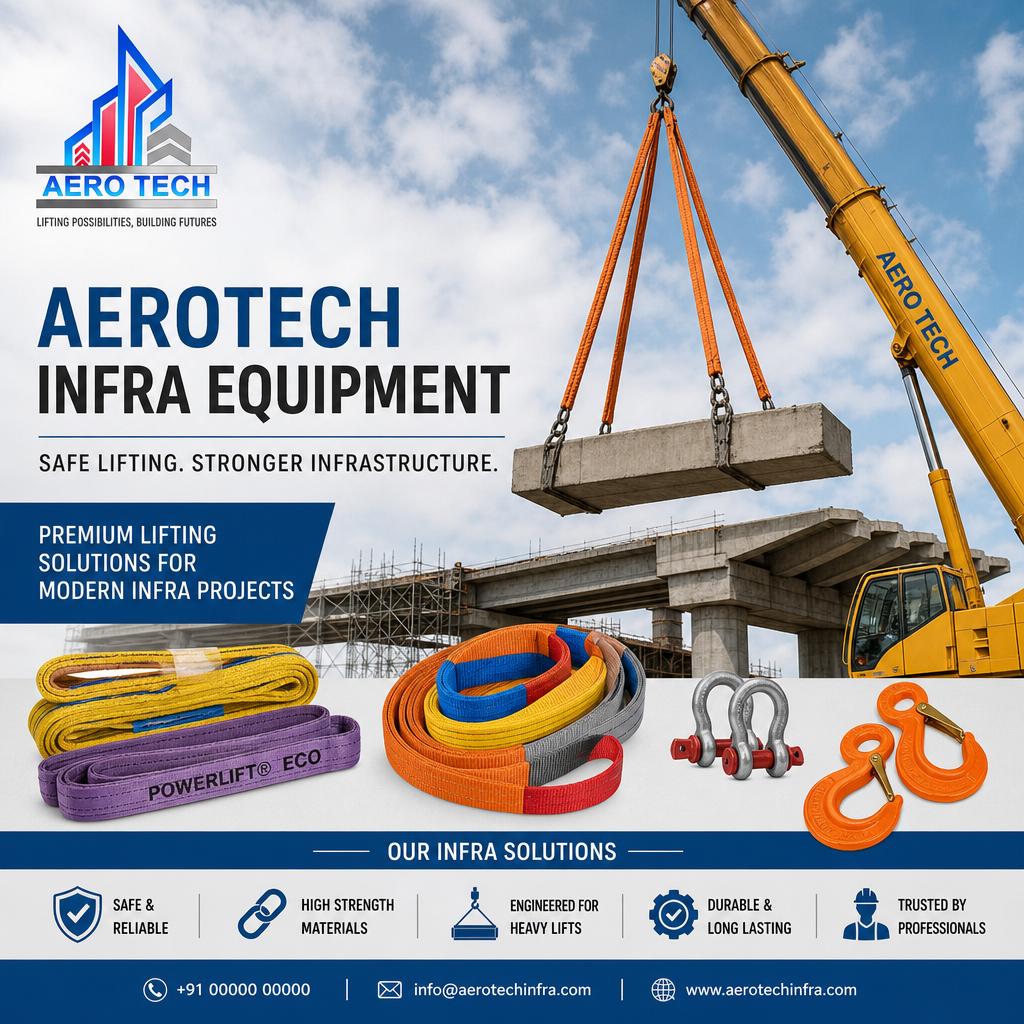 AERO TECH
LIFTING POSSIBILITIES, BUILDING FUTURES
AEROTECH
INFRA EQUIPMENT
SAFE LIFTING. STRONGER INFRASTRUCTURE.
AERO TECH
PREMIUM LIFTING
SOLUTIONS FOR
MODERN INFRA PROJECTS
POWERLIFT® ECO
OUR INFRA SOLUTIONS
SAFE &
RELIABLE
HIGH STRENGTH
MATERIALS
ENGINEERED FOR
HEAVY LIFTS
DURABLE &
LONG LASTING
TRUSTED BY
PROFESSIONALS
+91 00000 00000
info@aerotechinfra.com
www.aerotechinfra.com